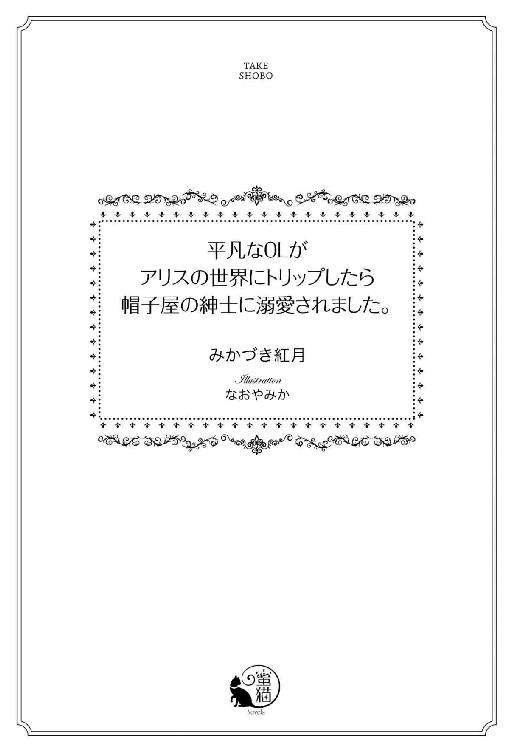 TAKE
SHOBO
平凡なOLが
アリスの世界にトリップしたら
帽子屋の紳士に溺愛されました。
みかづき紅月
Illustration
なおやみか
蜜猫
Novels